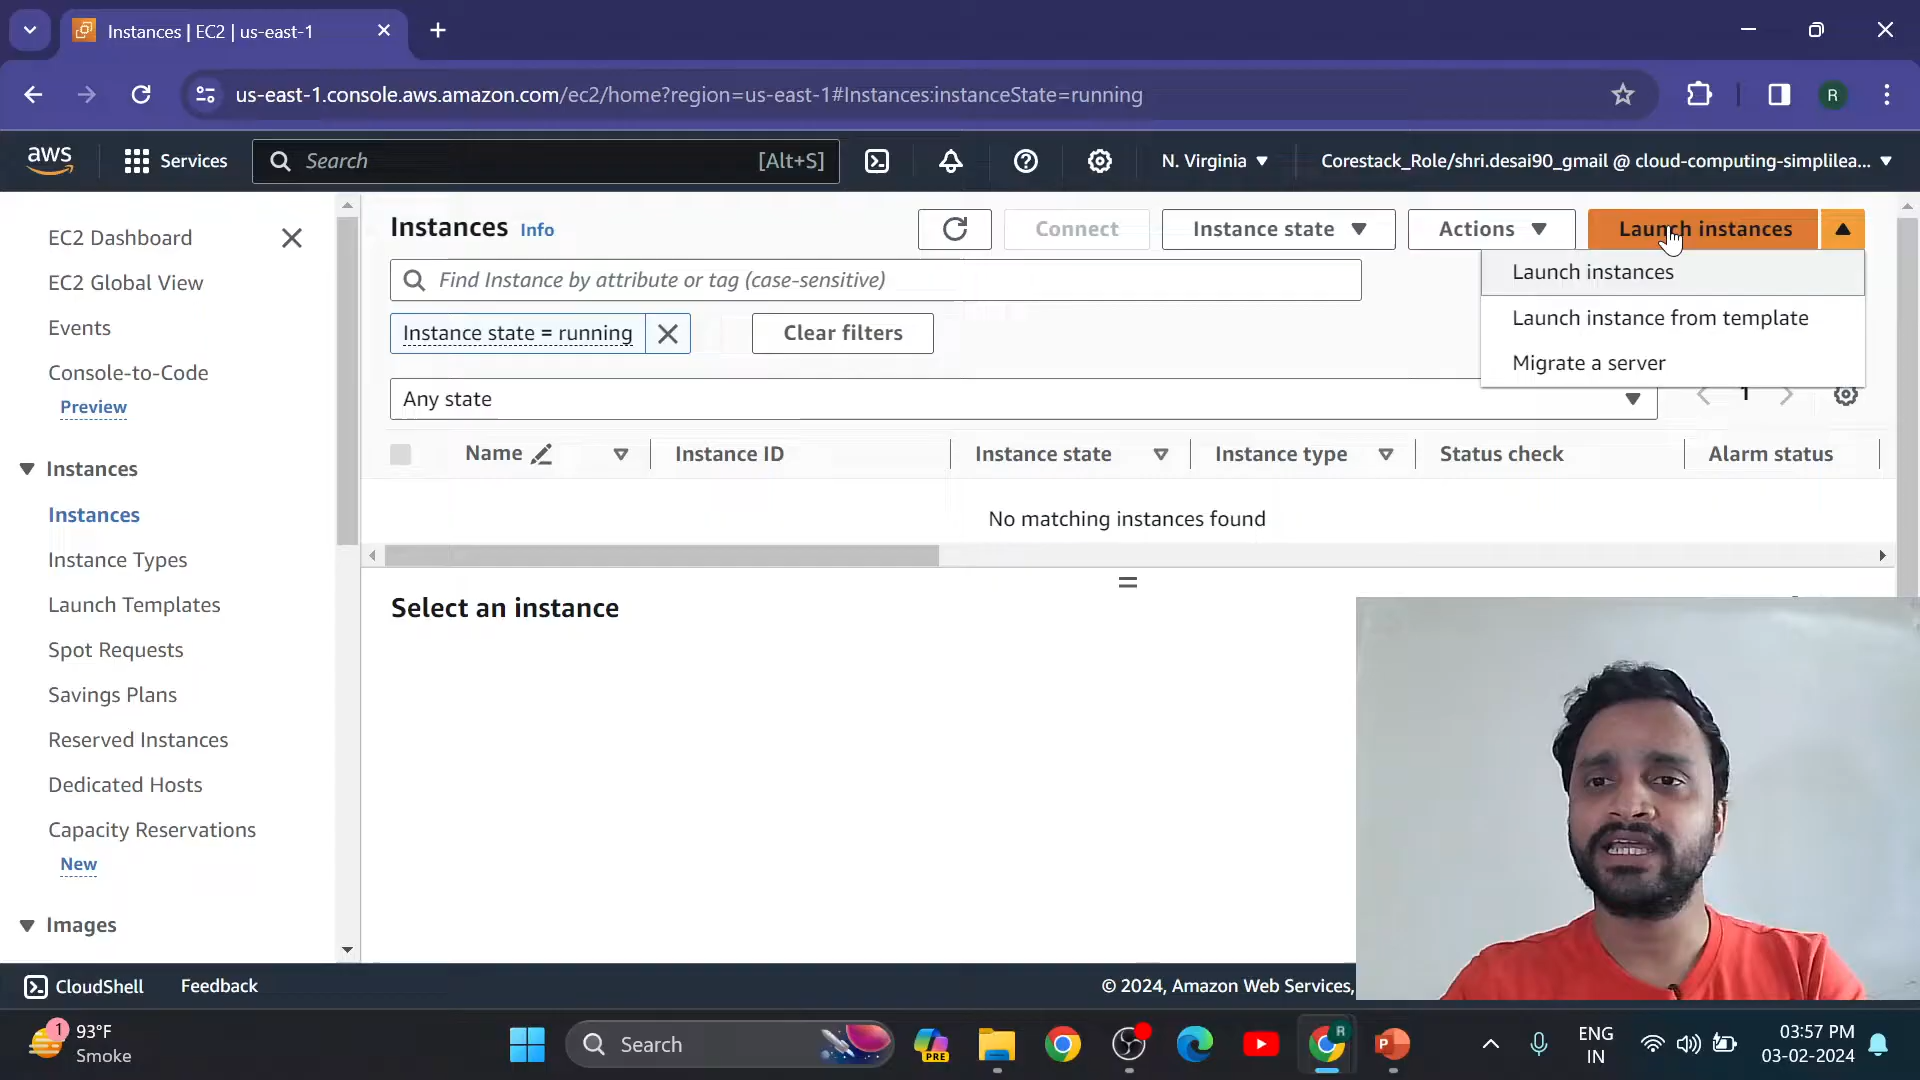 Instances | EC2 | us-east-1
us-east-1.console.aws.amazon.com/ec2/home?region=us-east-1#Instances:instanceState=running
R
aws
Services
Search
[Alt+S]
N. Virginia
Corestack_Role/shri.desai90_gmail @ cloud-computing-simplilea...
EC2 Dashboard
EC2 Global View
Events
Console-to-Code
Preview
Instances
Instances
Instance Types
Launch Templates
Spot Requests
Savings Plans
Reserved Instances
Dedicated Hosts
Capacity Reservations
New
Images
Instances Info
Connect
Instance state
Actions
Launch instances
Launch instances
Launch instance from template
Migrate a server
Find Instance by attribute or tag (case-sensitive)
Instance state = running
Clear filters
Any state
1
Name
Instance ID
Instance state
Instance type
Status check
Alarm status
No matching instances found
Select an instance
CloudShell
Feedback
© 2024, Amazon Web Services,
1
93°F
Smoke
Search
PRE
R
P
ENG
IN
03:57 PM
03-02-2024